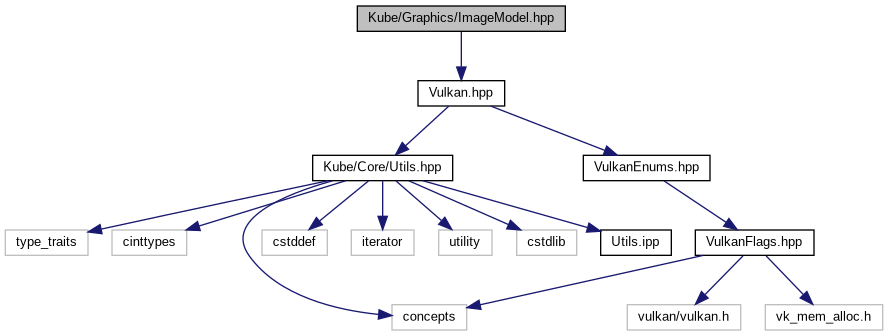 Kube/Graphics/ImageModel.hpp
Vulkan.hpp
Kube/Core/Utils.hpp
VulkanEnums.hpp
type_traits
cinttypes
cstddef
iterator
utility
cstdlib
Utils.ipp
VulkanFlags.hpp
concepts
vulkan/vulkan.h
vk_mem_alloc.h